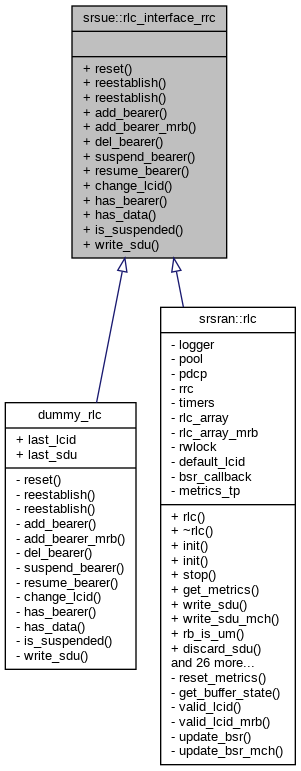 srsue::rlc_interface_rrc
+ reset()
+ reestablish()
+ reestablish()
+ add_bearer()
+ add_bearer_mrb()
+ del_bearer()
+ suspend_bearer()
+ resume_bearer()
+ change_lcid()
+ has_bearer()
+ has_data()
+ is_suspended()
+ write_sdu()
dummy_rlc
+ last_lcid
+ last_sdu
- reset()
- reestablish()
- reestablish()
- add_bearer()
- add_bearer_mrb()
- del_bearer()
- suspend_bearer()
- resume_bearer()
- change_lcid()
- has_bearer()
- has_data()
- is_suspended()
- write_sdu()
srsran::rlc
- logger
- pool
- pdcp
- rrc
- timers
- rlc_array
- rlc_array_mrb
- rwlock
- default_lcid
- bsr_callback
- metrics_tp
+ rlc()
+ ~rlc()
+ init()
+ init()
+ stop()
+ get_metrics()
+ write_sdu()
+ write_sdu_mch()
+ rb_is_um()
+ discard_sdu()
and 26 more...
- reset_metrics()
- get_buffer_state()
- valid_lcid()
- valid_lcid_mrb()
- update_bsr()
- update_bsr_mch()